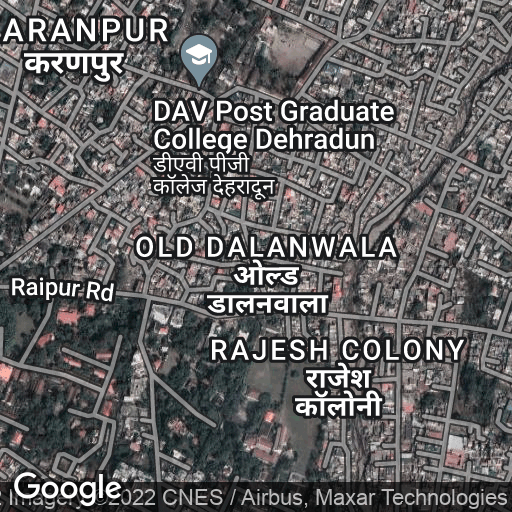 ARANPUR
करणपुर
DAV Post Graduate
College Dehradun
डीएवी पीजी
कॉलेज देहरादून
OLD DALANWALA
ओल्ड
डालनवाला
Raipur Rd
RAJESH COLONY
राजेश
कॉलोनी
Google
Imagery ©2022 CNES / Airbus, Maxar Technologies